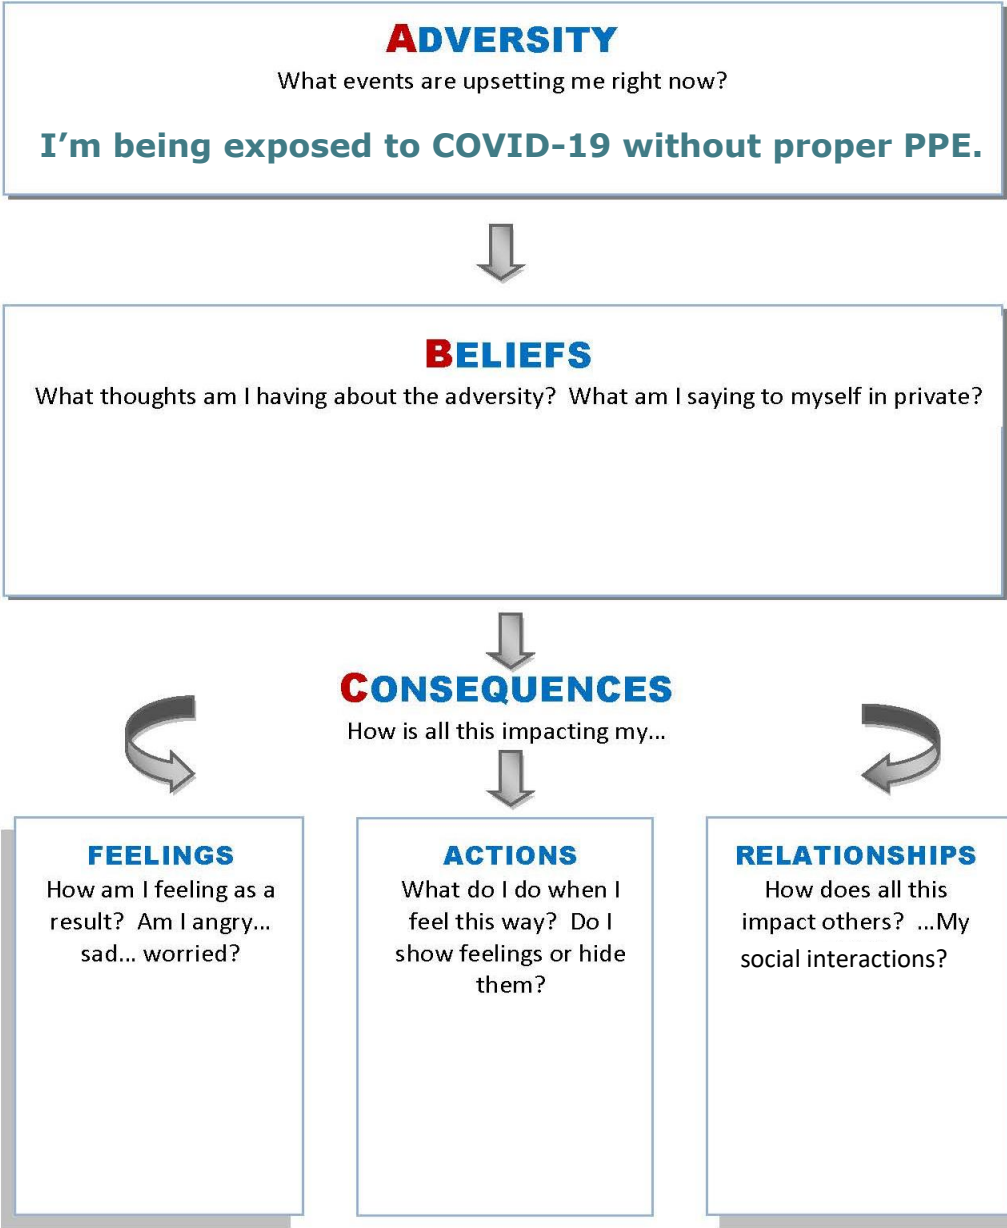 ADVERSITY
What events are upsetting me right now?
I’m being exposed to COVID-19 without proper PPE.
BELIEFS
What thoughts am I having about the adversity?  What am I saying to myself in private?
CONSEQUENCES
How is all this impacting my...
FEELINGS
How am I feeling as a
result?  Am I angry...
sad... worried?
ACTIONS
What do I do when I
feel this way?  Do I
show feelings or hide
them?
RELATIONSHIPS
How does all this
impact others?  ...My
social interactions?